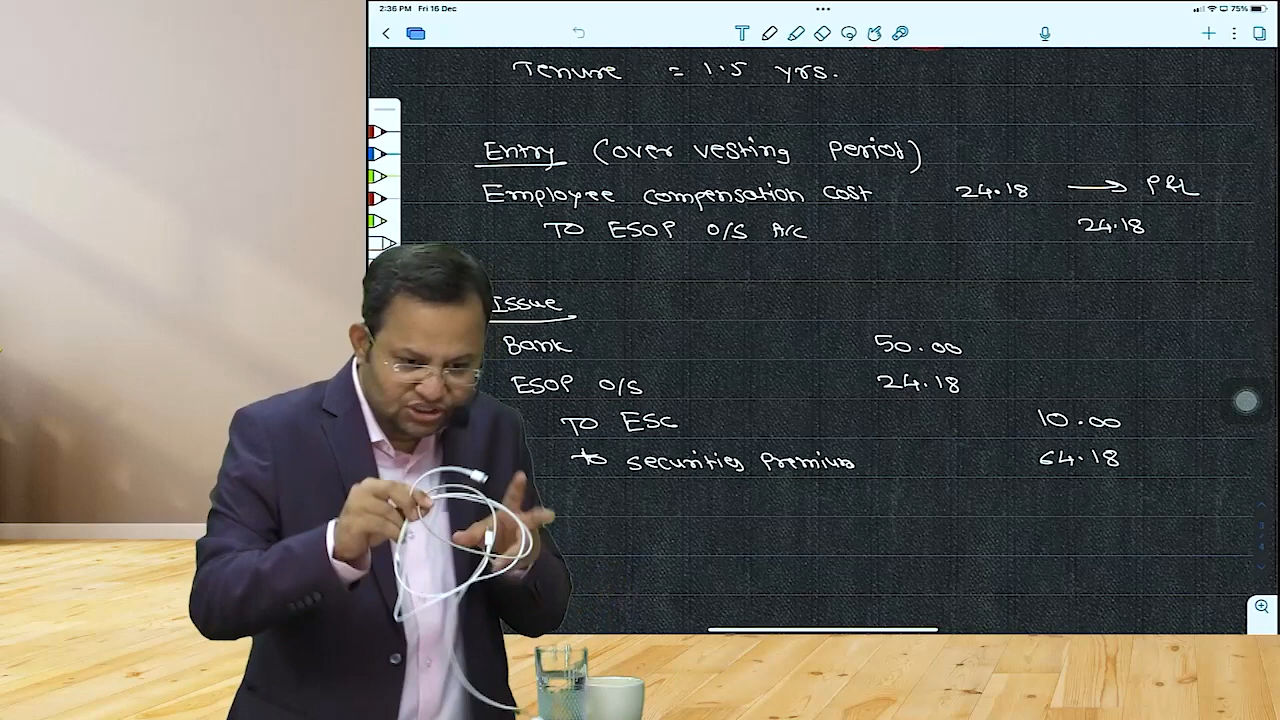 2:36 PM Fri 16 Dec
75%
Tenure = 1.5 yrs.
Entry (over vesting Period)
Employee compensation cost 24.18 → P&L
TO ESOP O/S A/c 24.18
Issue
Bank 50.00
ESOP O/S 24.18
TO ESC 10.00
to securities Premium 64.18